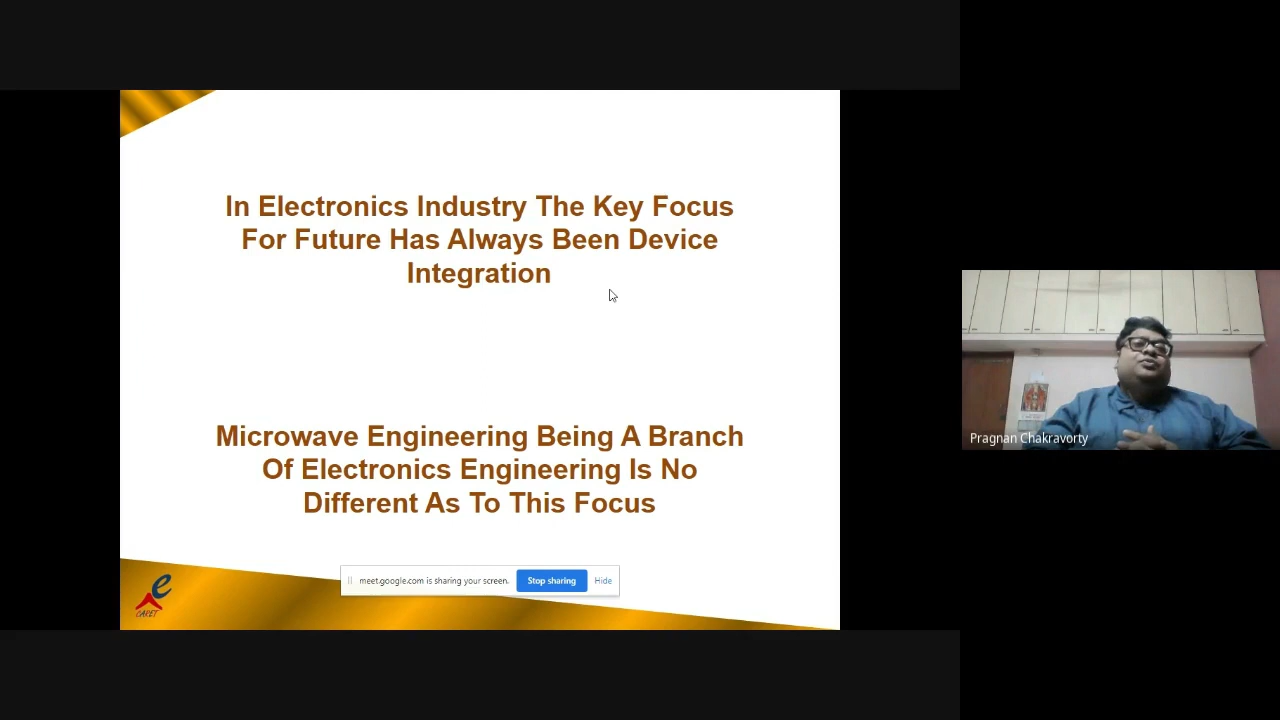 In Electronics Industry The Key Focus
For Future Has Always Been Device
Integration
Microwave Engineering Being A Branch
Of Electronics Engineering Is No
Different As To This Focus
meet.google.com is sharing your screen.
Stop sharing
Hide
e
CARET
Pragnan Chakravorty